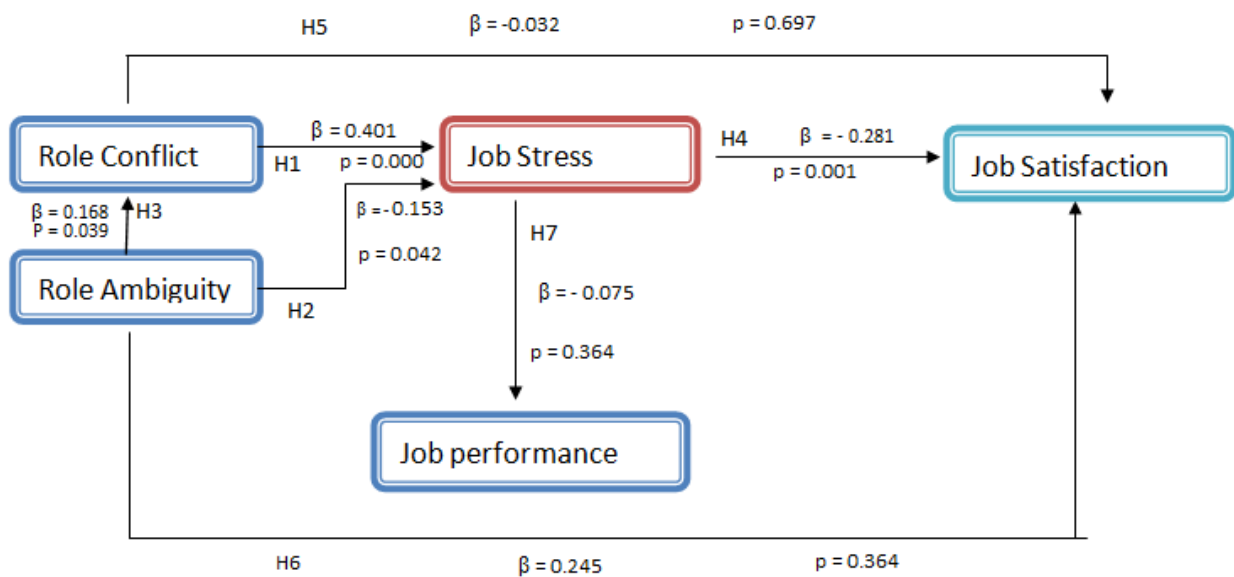 H5 β = -0.032 p = 0.697
Role Conflict
β = 0.401
H1 p = 0.000
Job Stress
H4 β = - 0.281
p = 0.001
Job Satisfaction
β = 0.168
P = 0.039
H3
β = -0.153
p = 0.042
Role Ambiguity
H2
H7
β = - 0.075
p = 0.364
Job performance
H6 β = 0.245 p = 0.364